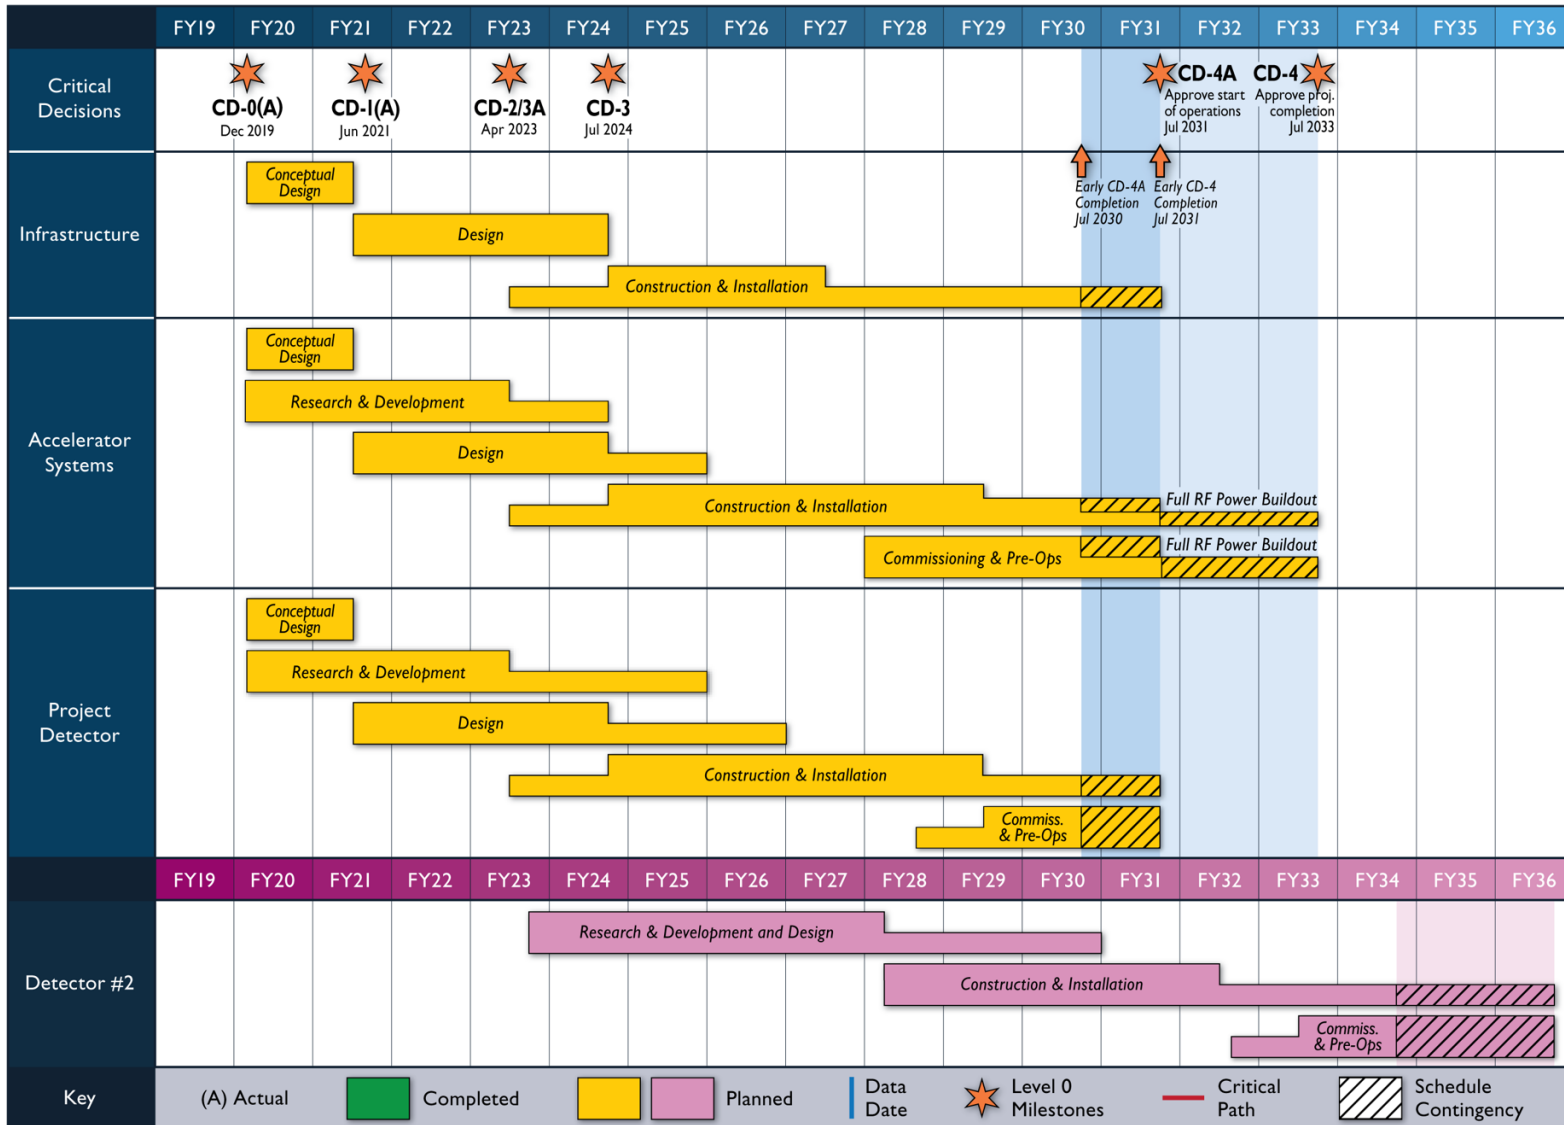 FY19 FY20 FY21 FY22 FY23 FY24 FY25 FY26 FY27 FY28 FY29 FY30 FY31 FY32 FY33 FY34 FY35 FY36
Critical
Decisions
CD-0(A)
Dec 2019
CD-1(A)
Jun 2021
CD-2/3A
Apr 2023
CD-3
Jul 2024
CD-4A
Approve start
of operations
Jul 2031
CD-4
Approve proj.
completion
Jul 2033
Infrastructure
Early CD-4A
Completion
Jul 2030
Early CD-4
Completion
Jul 2031
Conceptual
Design
Design
Construction & Installation
Accelerator
Systems
Conceptual
Design
Research & Development
Design
Construction & Installation
Full RF Power Buildout
Commissioning & Pre-Ops
Full RF Power Buildout
Project
Detector
Conceptual
Design
Research & Development
Design
Construction & Installation
Commiss.
& Pre-Ops
FY19 FY20 FY21 FY22 FY23 FY24 FY25 FY26 FY27 FY28 FY29 FY30 FY31 FY32 FY33 FY34 FY35 FY36
Detector #2
Research & Development and Design
Construction & Installation
Commiss.
& Pre-Ops
Key
(A) Actual
Completed
Planned
Data
Date
Level 0
Milestones
Critical
Path
Schedule
Contingency